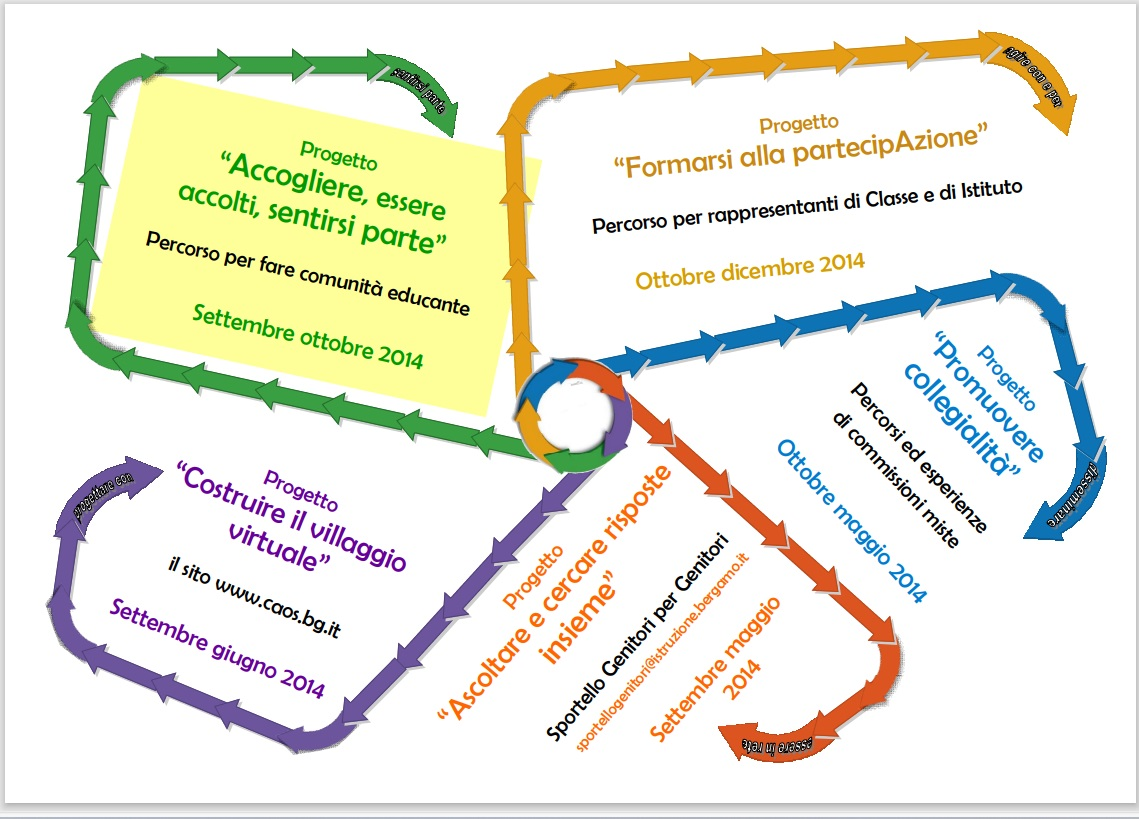 sentirsi parte
Progetto
“Accogliere, essere
accolti, sentirsi parte”
Percorso per fare comunità educante
Settembre ottobre 2014
agire con e per
Progetto
“Formarsi alla partecipAzione”
Percorso per rappresentanti di Classe e di Istituto
Ottobre dicembre 2014
Progetto
“Promuovere
collegialità”
Percorsi ed esperienze
di commissioni miste
Ottobre maggio 2014
disseminare
progettare con
Progetto
“Costruire il villaggio
virtuale”
il sito www.caos.bg.it
Settembre giugno 2014
Progetto
“Ascoltare e cercare risposte
insieme”
Sportello Genitori per Genitori
sportellogenitori@istruzione.bergamo.it
Settembre maggio
2014
essere in rete